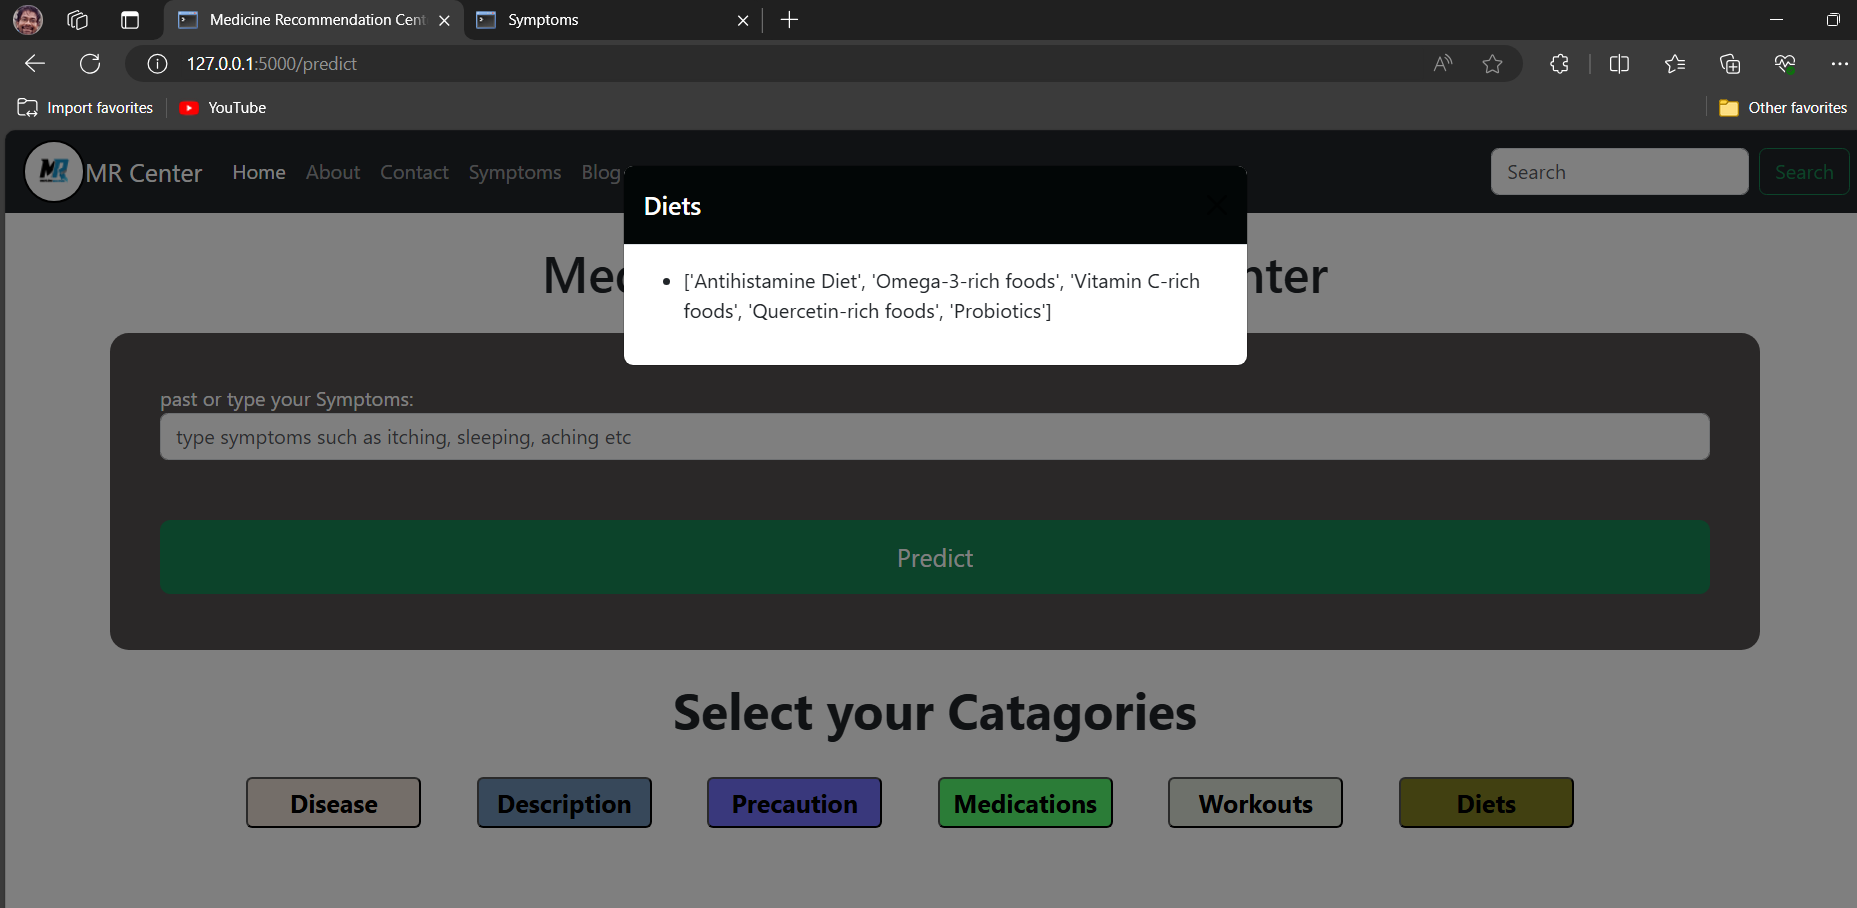 Medicine Recommendation Cent
Symptoms
127.0.0.1:5000/predict
Import favorites
YouTube
Other favorites
MR
MR Center
Home
About
Contact
Symptoms
Blog
Search
Search
Diets
['Antihistamine Diet', 'Omega-3-rich foods', 'Vitamin C-rich
foods', 'Quercetin-rich foods', 'Probiotics']
past or type your Symptoms:
type symptoms such as itching, sleeping, aching etc
Predict
Select your Catagories
Disease
Description
Precaution
Medications
Workouts
Diets